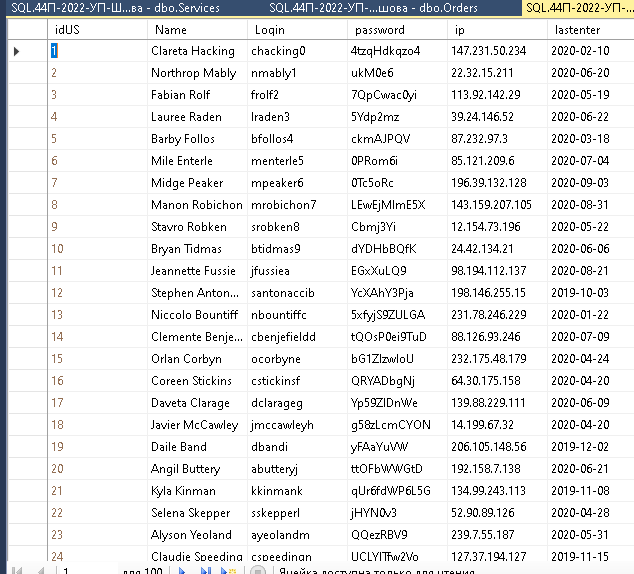 SQL.44П-2022-УП-Ш...ва - dbo.Services SQL.44П-2022-УП-...шова - dbo.Orders SQL.44П-2022-УП-
idUS Name Login password ip lastenter
1 Clareta Hacking chacking0 4tzqHdkqzo4 147.231.50.234 2020-02-10
2 Northrop Mably nmably1 ukM0e6 22.32.15.211 2020-06-20
3 Fabian Rolf frolf2 7QpCwac0yi 113.92.142.29 2020-05-19
4 Lauree Raden lraden3 5Ydp2mz 39.24.146.52 2020-06-22
5 Barby Follos bfollos4 ckmAJPQV 87.232.97.3 2020-03-18
6 Mile Enterle menterle5 0PRom6i 85.121.209.6 2020-07-04
7 Midge Peaker mpeaker6 0Tc5oRc 196.39.132.128 2020-09-03
8 Manon Robichon mrobichon7 LEwEjMlmE5X 143.159.207.105 2020-01-08
9 Stavro Robken srobken8 Cbmj3Yi 12.154.73.196 2020-05-22
10 Bryan Tidmas btidmas9 dYDHbBQfK 24.42.134.21 2020-06-06
11 Jeannette Fussie jfussiea EGxXuLQ9 98.194.112.137 2020-08-21
12 Stephen Anton... santonaccib YcXAhY3Pja 198.146.255.15 2019-10-03
13 Niccolo Bountiff nbountiffc 5xfyjS9ZULGA 231.78.246.229 2020-01-22
14 Clemente Benje... cbenjefieldd tQOsP0ei9TuD 88.126.93.246 2020-07-09
15 Orlan Corbyn ocorbyne bG1ZIzwloU 232.175.48.179 2020-04-24
16 Coreen Stickins cstickinsf QRYADbgNj 64.30.175.158 2020-04-20
17 Daveta Clarage dclarageg Yp59ZIDnWe 139.88.229.111 2020-06-09
18 Javier McCawley jmccawleyh g58zLcmCYON 14.199.67.32 2020-04-20
19 Daile Band dbandi yFAaYuVW 206.105.148.56 2019-12-02
20 Angil Buttery abutteryj ttOFbWWGtD 192.158.7.138 2020-06-21
21 Kyla Kinman kkinmank qUr6fdWP6L5G 134.99.243.113 2019-11-08
22 Selena Skepper sskepperl jHYN0v3 52.90.89.126 2020-04-28
23 Alyson Yeoland ayeolandm QQezRBV9 239.7.55.187 2020-05-31
24 Claudie Speeding cspeedingn UCLYITfw2Vo 127.37.194.127 2019-11-15
1 для 100 Ячейка доступна только для чтения